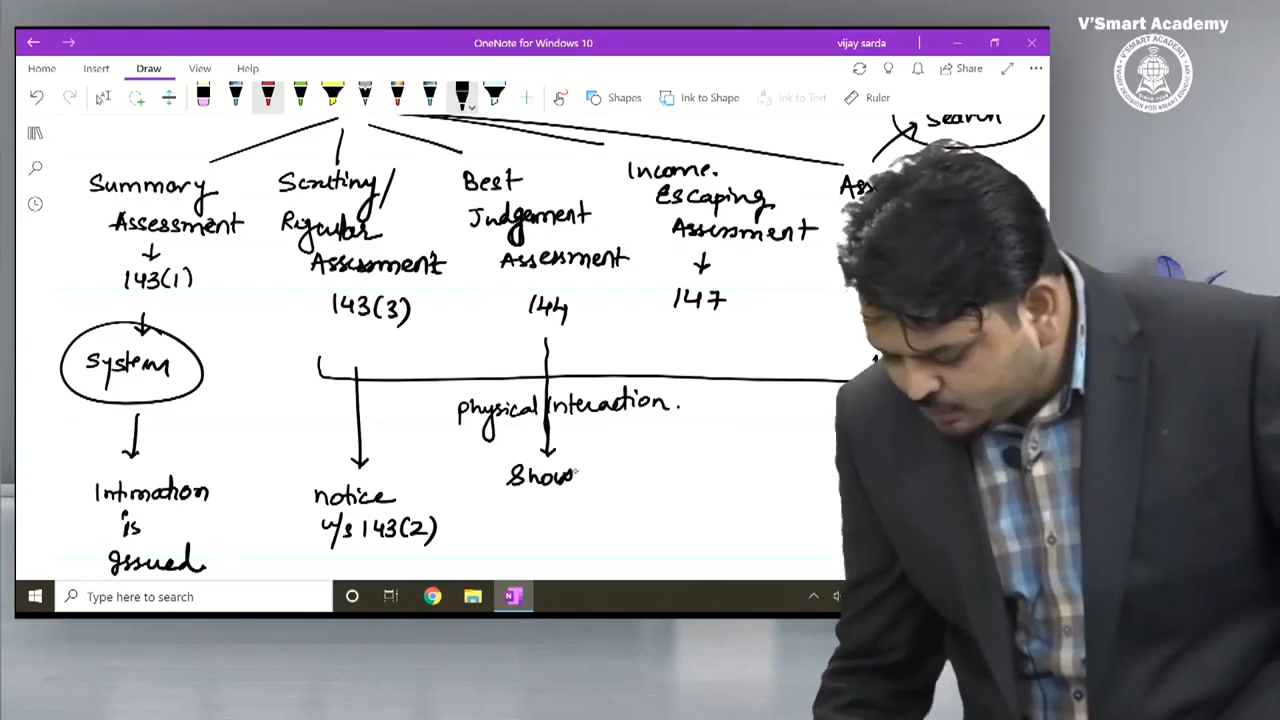 V'Smart Academy
OneNote for Windows 10
vijay sarda
Home Insert Draw View Help
Share
Shapes
Ink to Shape
Ink to Text
Ruler
Search
Summary
Assessment
143(1)
System
Intimation
is
issued
Scrutiny/
Regular
Assessment
143(3)
notice
u/s 143(2)
Best
Judgement
Assessment
144
Physical Interaction.
Show
Income.
Escaping
Assessment
147
Ass
Type here to search